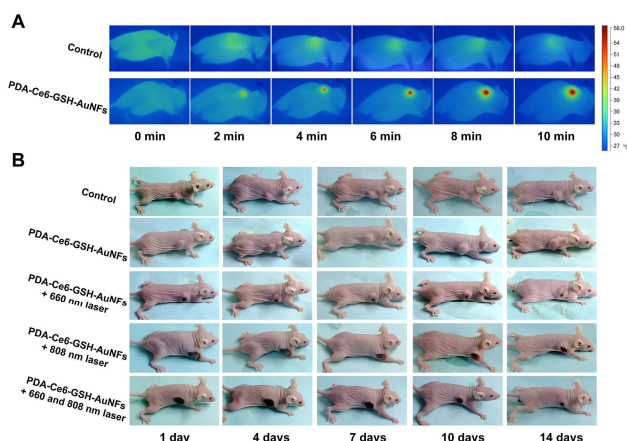 A
Control
PDA-Ce6-GSH-AuNFs
0 min
2 min
4 min
6 min
8 min
10 min
58.0
54
51
48
45
42
39
36
33
30
27 °C
B
Control
PDA-Ce6-GSH-AuNFs
PDA-Ce6-GSH-AuNFs
+ 660 nm laser
PDA-Ce6-GSH-AuNFs
+ 808 nm laser
PDA-Ce6-GSH-AuNFs
+ 660 and 808 nm laser
1 day
4 days
7 days
10 days
14 days